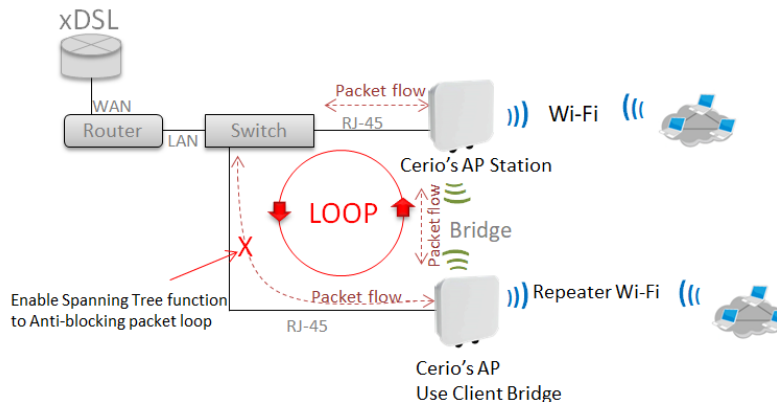 xDSL
WAN
Router
LAN
Switch
Packet flow
RJ-45
Wi-Fi
Cerio's AP Station
LOOP
Packet flow
Bridge
X
Enable Spanning Tree function
to Anti-blocking packet loop
Packet flow
RJ-45
Repeater Wi-Fi
Cerio's AP
Use Client Bridge